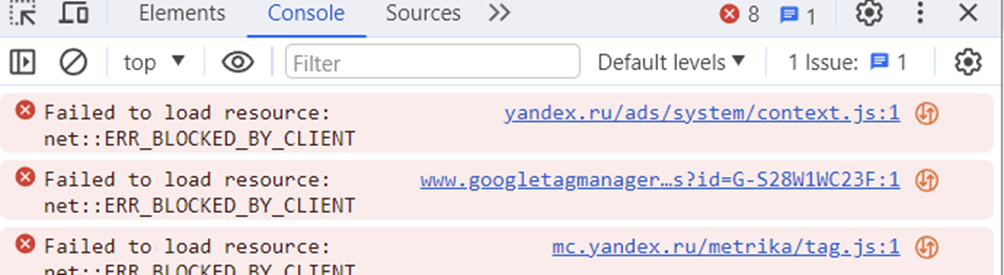 Elements Console Sources 8 1
top Filter Default levels 1 Issue: 1
Failed to load resource: yandex.ru/ads/system/context.js:1
net::ERR_BLOCKED_BY_CLIENT
Failed to load resource: www.googletagmanager…s?id=G-S28W1WC23F:1
net::ERR_BLOCKED_BY_CLIENT
Failed to load resource: mc.yandex.ru/metrika/tag.js:1
net::ERR_BLOCKED_BY_CLIENT